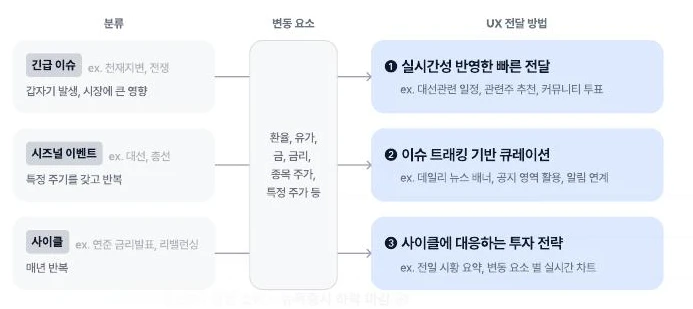 분류
변동 요소
UX 전달 방법
긴급 이슈 ex. 천재지변, 전쟁
갑자기 발생, 시장에 큰 영향
시즈널 이벤트 ex. 대선, 총선
특정 주기를 갖고 반복
사이클 ex. 연준 금리발표, 리밸런싱
매년 반복
환율, 유가,
금, 금리,
종목 주가,
특정 주가 등
❶ 실시간성 반영한 빠른 전달
ex. 대선관련 일정, 관련주 추천, 커뮤니티 투표
❷ 이슈 트래킹 기반 큐레이션
ex. 데일리 뉴스 배너, 공지 영역 활용, 알림 연계
❸ 사이클에 대응하는 투자 전략
ex. 전일 시황 요약, 변동 요소 별 실시간 차트